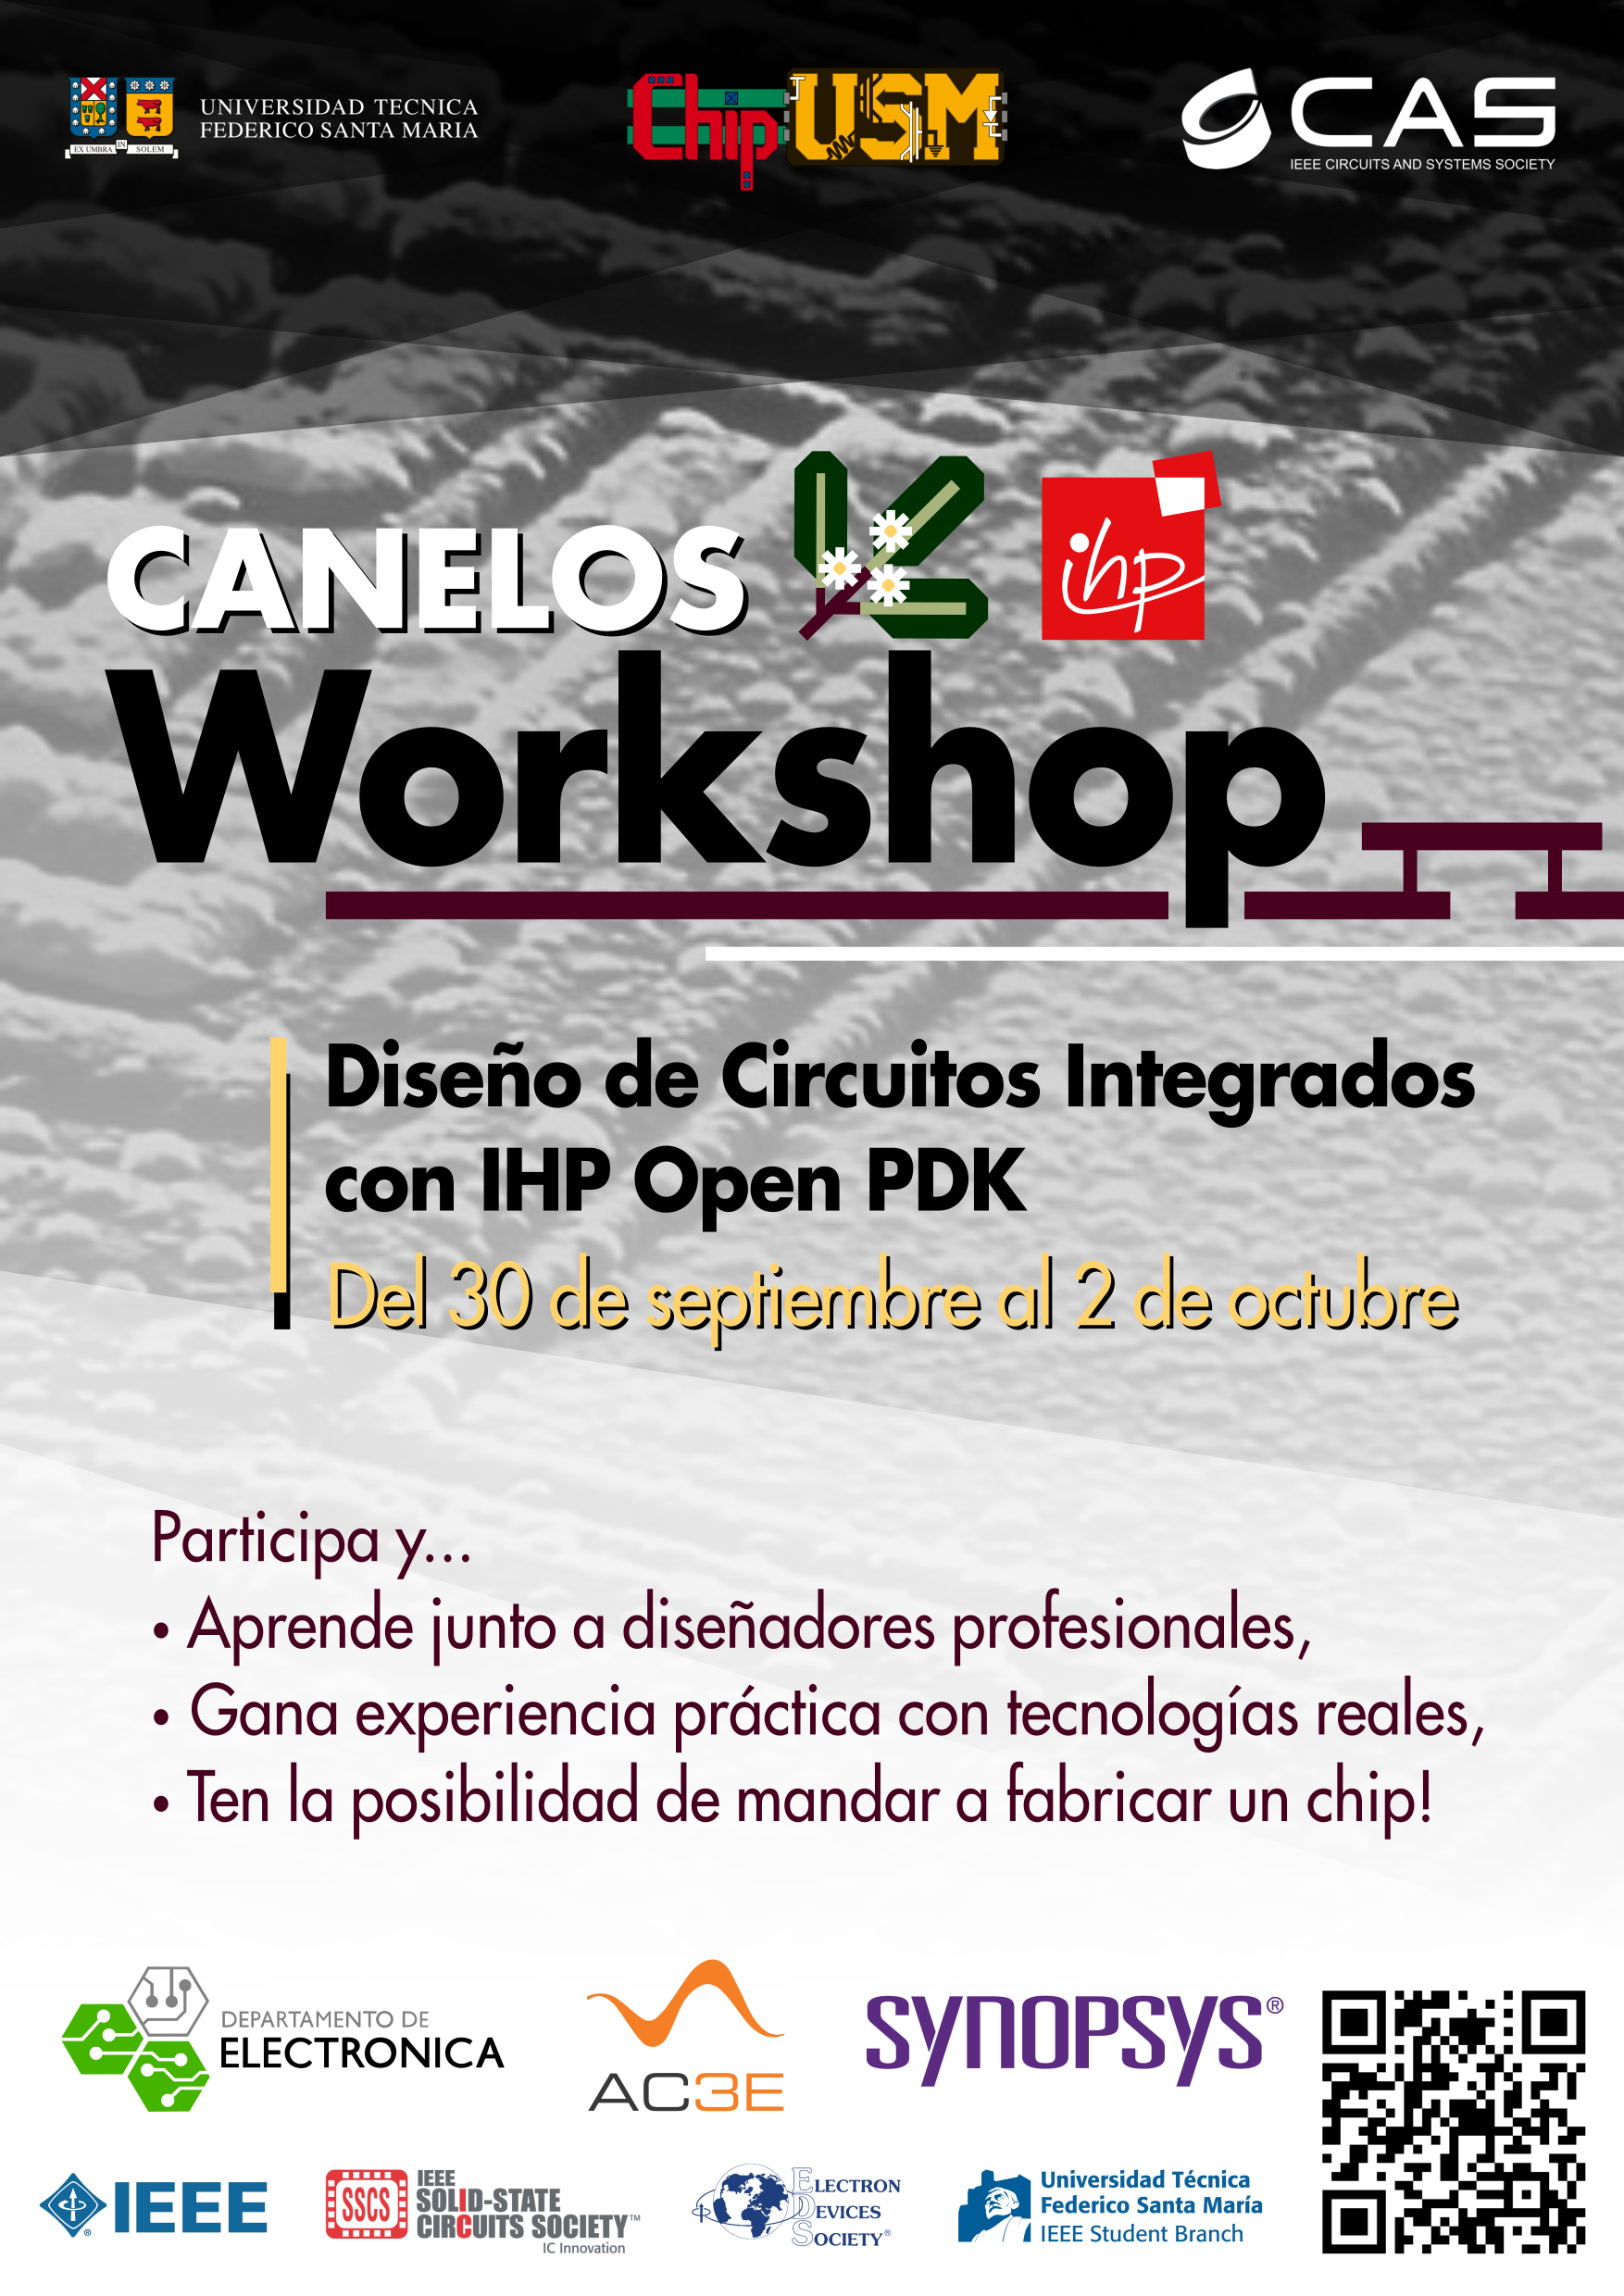 EX UMBRA IN SOLEM
UNIVERSIDAD TECNICA
FEDERICO SANTA MARIA
Chip USM
CAS
IEEE CIRCUITS AND SYSTEMS SOCIETY
CANELOS
ihp
Workshop
Diseño de Circuitos Integrados
con IHP Open PDK
Del 30 de septiembre al 2 de octubre
Participa y...
• Aprende junto a diseñadores profesionales,
• Gana experiencia práctica con tecnologías reales,
• Ten la posibilidad de mandar a fabricar un chip!
DEPARTAMENTO DE
ELECTRONICA
AC3E
SYNOPSYS®
IEEE®
SSCS
IEEE
SOLID-STATE
CIRCUITS SOCIETY™
IC Innovation
ELECTRON
DEVICES
SOCIETY®
Universidad Técnica
Federico Santa María
IEEE Student Branch